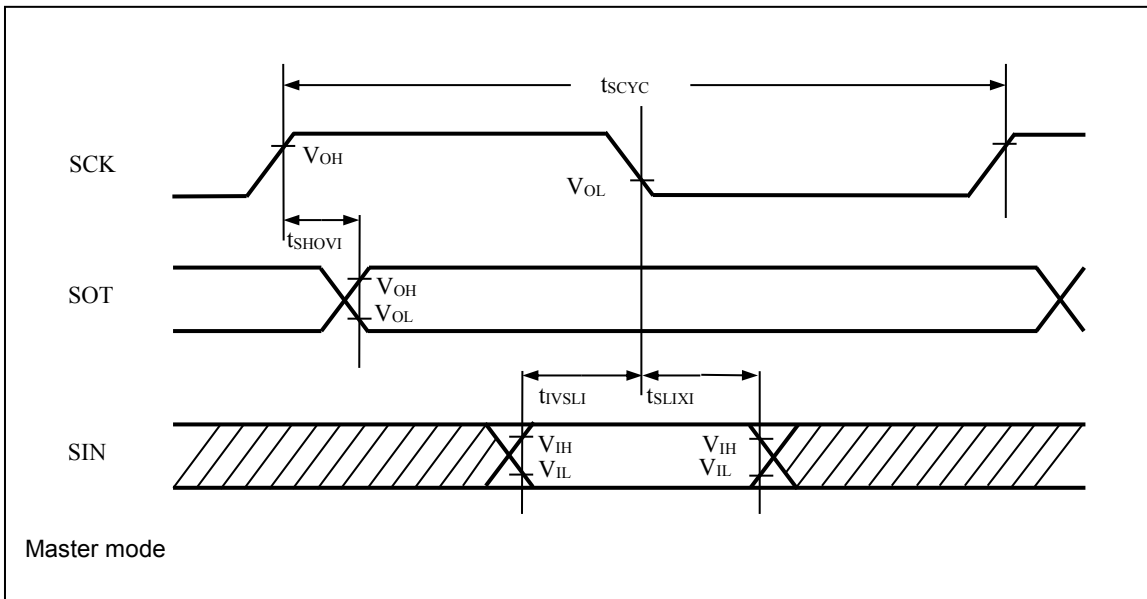 tSCYC
SCK
VOH
VOL
tSHOVI
SOT
VOH
VOL
tIVSLI
tSLIXI
SIN
VIH
VIH
VIL
VIL
Master mode